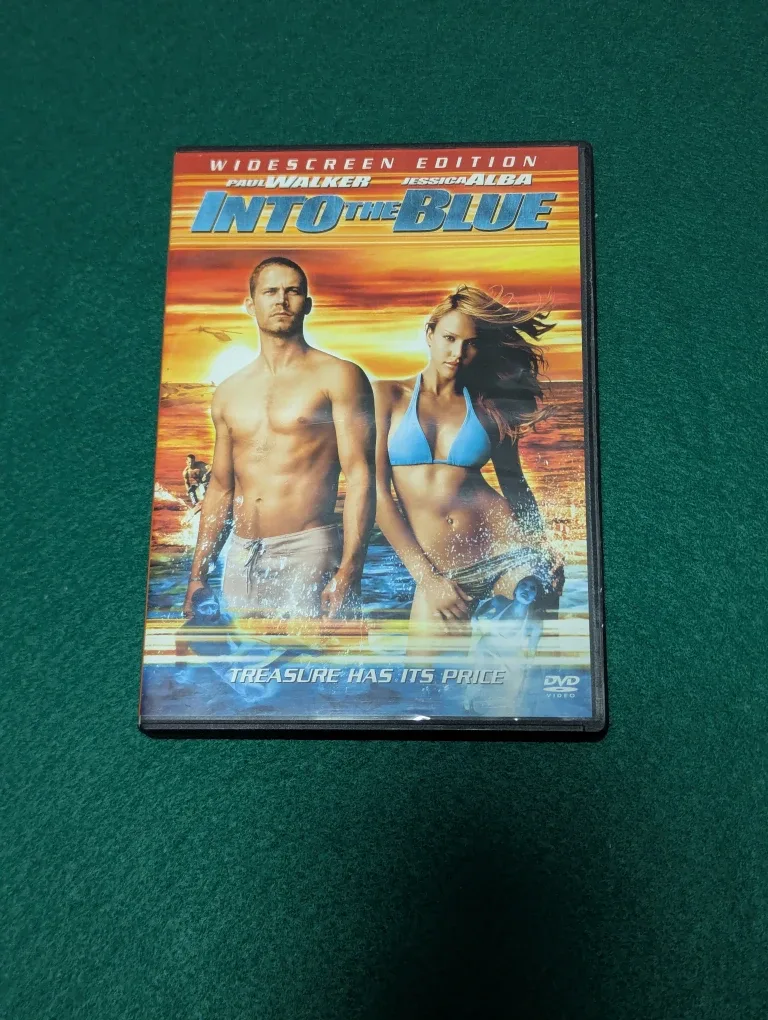 WIDESCREEN EDITION
PAUL WALKER JESSICA ALBA
INTO THE BLUE
TREASURE HAS ITS PRICE
DVD
VIDEO